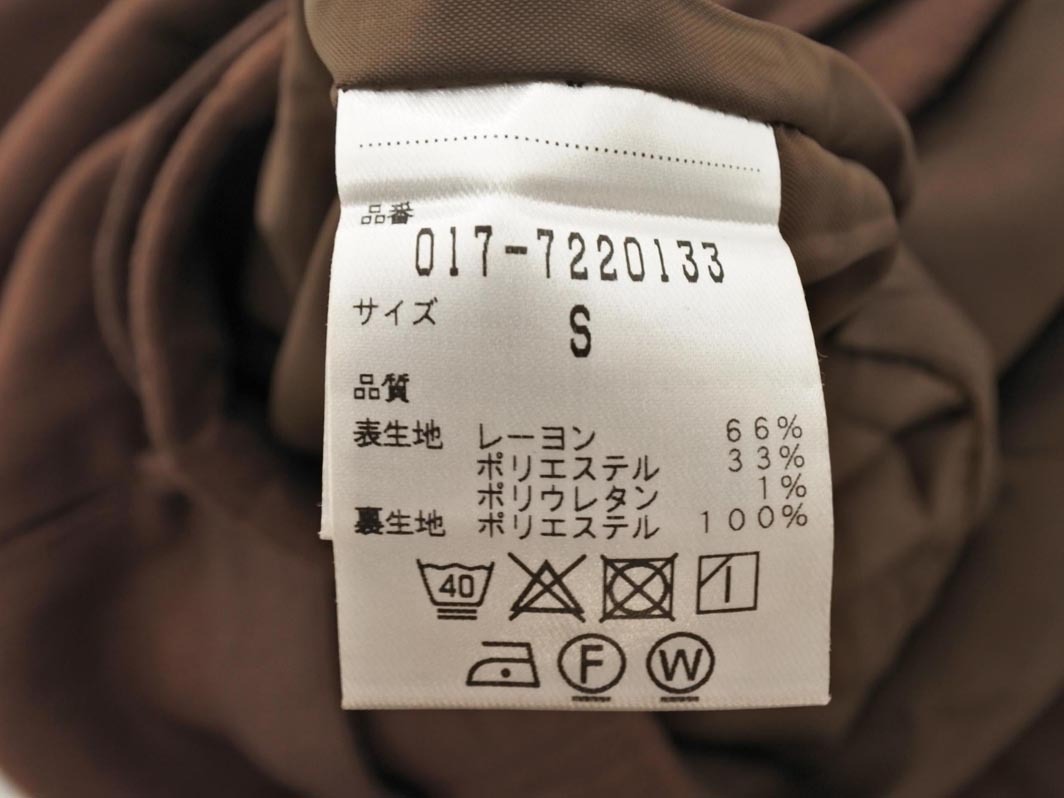 品番
017-7220133
サイズ S
品質
表生地 レーヨン 66%
ポリエステル 33%
ポリウレタン 1%
裏生地 ポリエステル 100%
40
F W